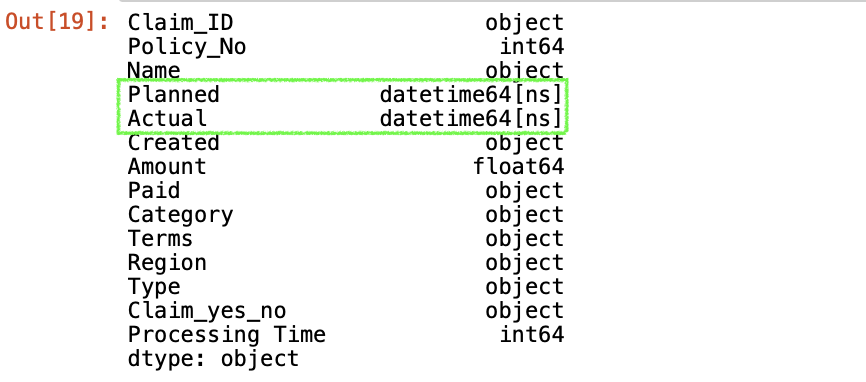 Out[19]: Claim_ID object
Policy_No int64
Name object
Planned datetime64[ns]
Actual datetime64[ns]
Created object
Amount float64
Paid object
Category object
Terms object
Region object
Type object
Claim_yes_no object
Processing Time int64
dtype: object